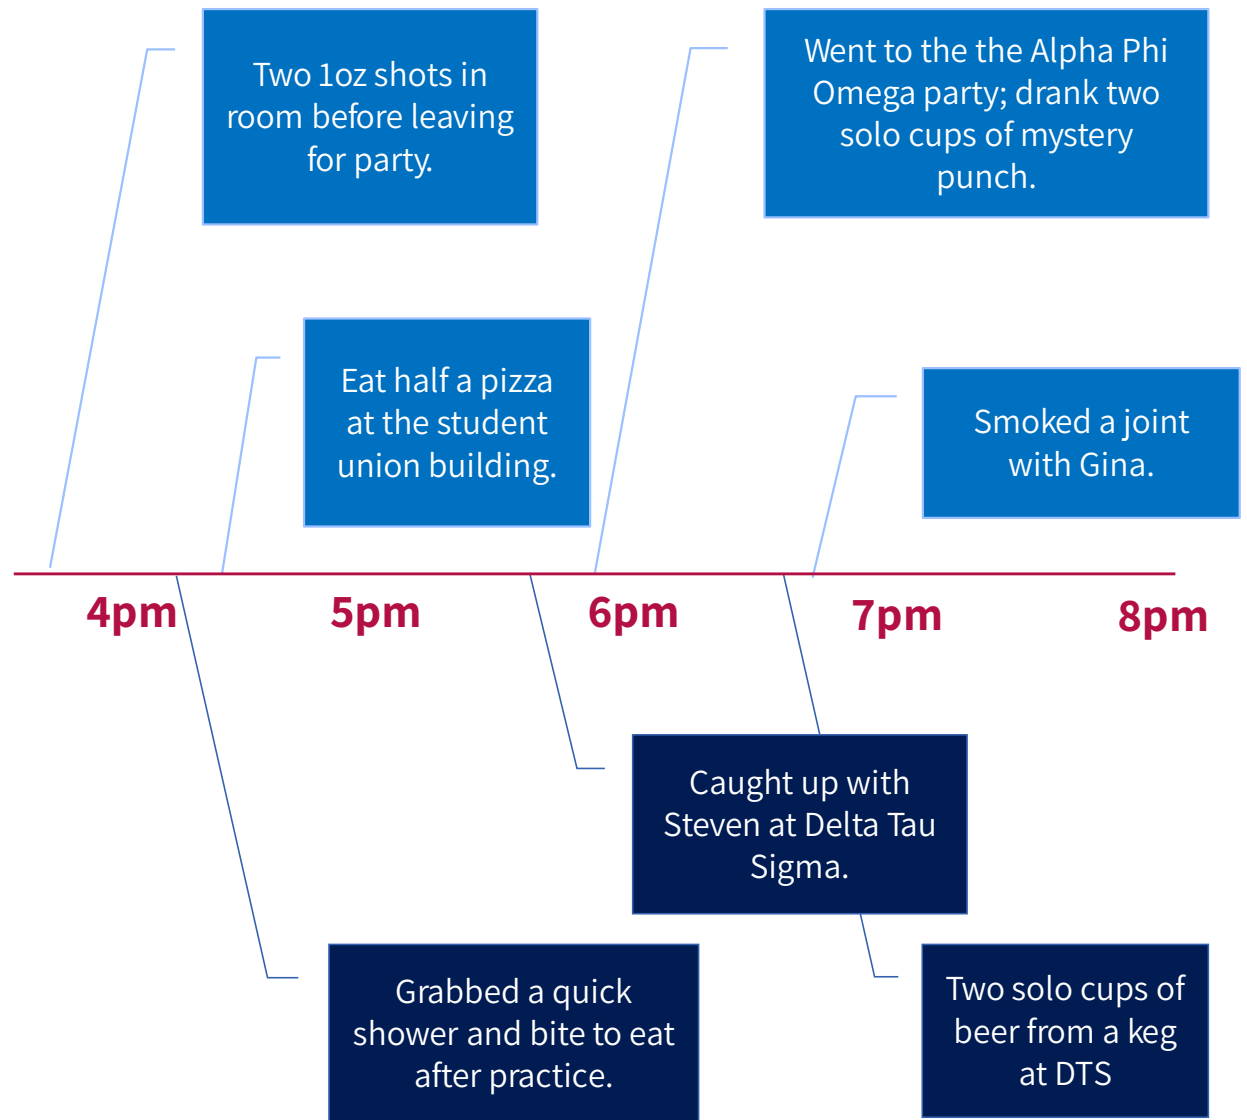 Two 1oz shots in
room before leaving
for party.
Went to the the Alpha Phi
Omega party; drank two
solo cups of mystery
punch.
Eat half a pizza
at the student
union building.
Smoked a joint
with Gina.
4pm
5pm
6pm
7pm
8pm
Caught up with
Steven at Delta Tau
Sigma.
Grabbed a quick
shower and bite to eat
after practice.
Two solo cups of
beer from a keg
at DTS